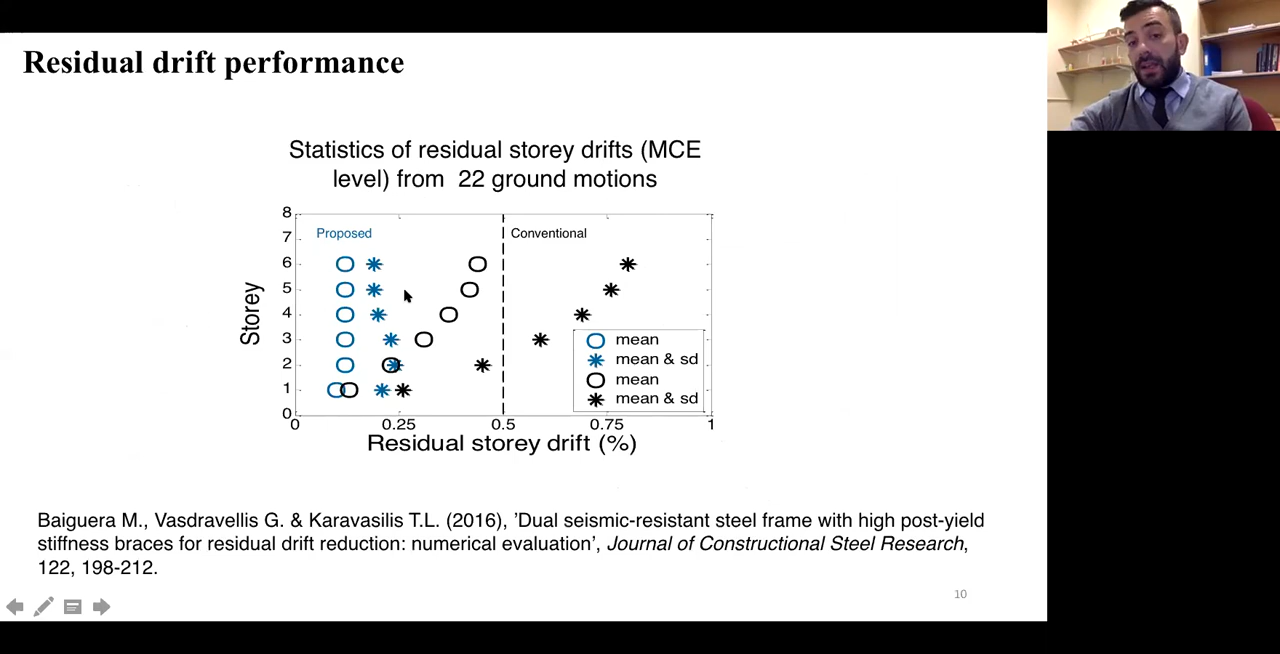 Residual drift performance
Statistics of residual storey drifts (MCE
level) from 22 ground motions
8
7
6
5
4
3
2
1
0
Storey
Proposed
Conventional
mean
mean & sd
mean
mean & sd
0
0.25
0.5
0.75
1
Residual storey drift (%)
Baiguera M., Vasdravellis G. & Karavasilis T.L. (2016), 'Dual seismic-resistant steel frame with high post-yield
stiffness braces for residual drift reduction: numerical evaluation', Journal of Constructional Steel Research,
122, 198-212.
10